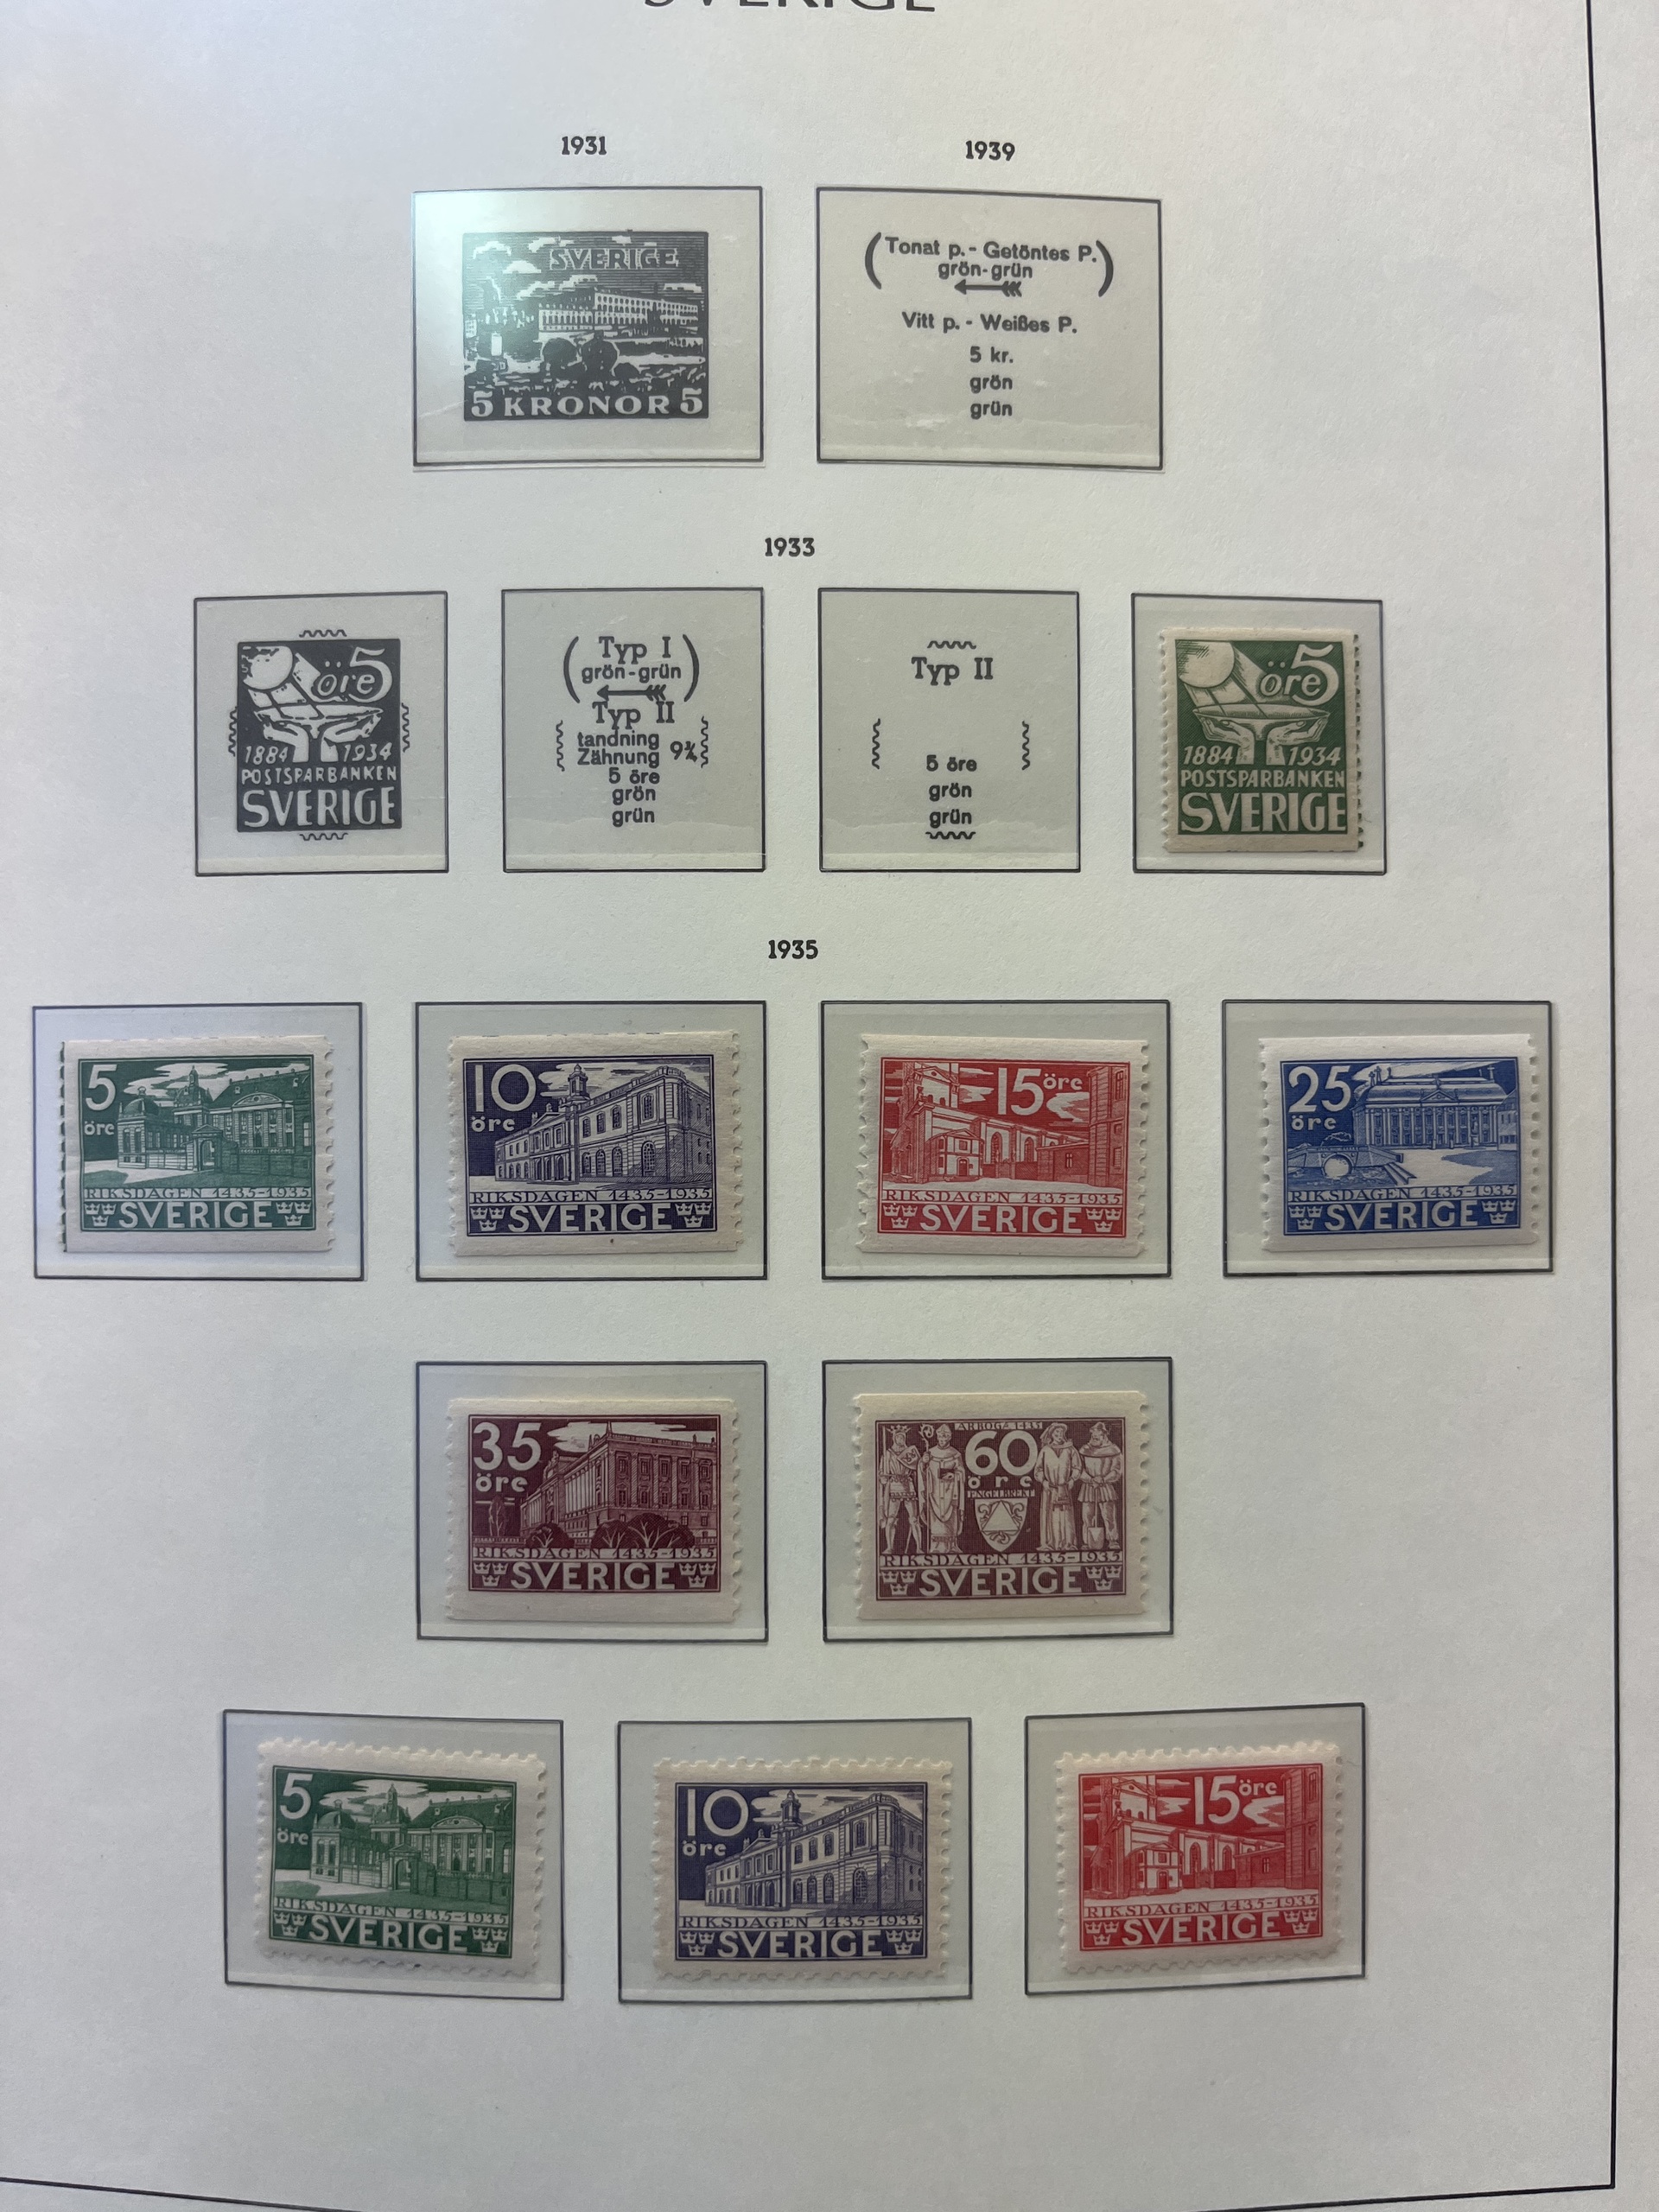 SVERIGE
1931
1939
SVERIGE
5 KRONOR 5
(Tonat p. - Getöntes P.)
grön-grün
Vitt p. - Weißes P.
5 kr.
grön
grün
1933
öre 5
1884 1934
POSTSPARBANKEN
SVERIGE
(Typ I)
grön-grün
Typ II
tandning
Zähnung 9¾
5 öre
grön
grün
Typ II
5 öre
grön
grün
öre 5
1884 1934
POSTSPARBANKEN
SVERIGE
1935
5
öre
RIKSDAGEN 1435-1935
SVERIGE
10
öre
RIKSDAGEN 1435-1935
SVERIGE
15 öre
RIKSDAGEN 1435-1935
SVERIGE
25
öre
RIKSDAGEN 1435-1935
SVERIGE
35
öre
RIKSDAGEN 1435-1935
SVERIGE
ARBOGA 1435
60
öre
ENGELBREKT
RIKSDAGEN 1435-1935
SVERIGE
5
öre
RIKSDAGEN 1435-1935
SVERIGE
10
öre
RIKSDAGEN 1435-1935
SVERIGE
15 öre
RIKSDAGEN 1435-1935
SVERIGE